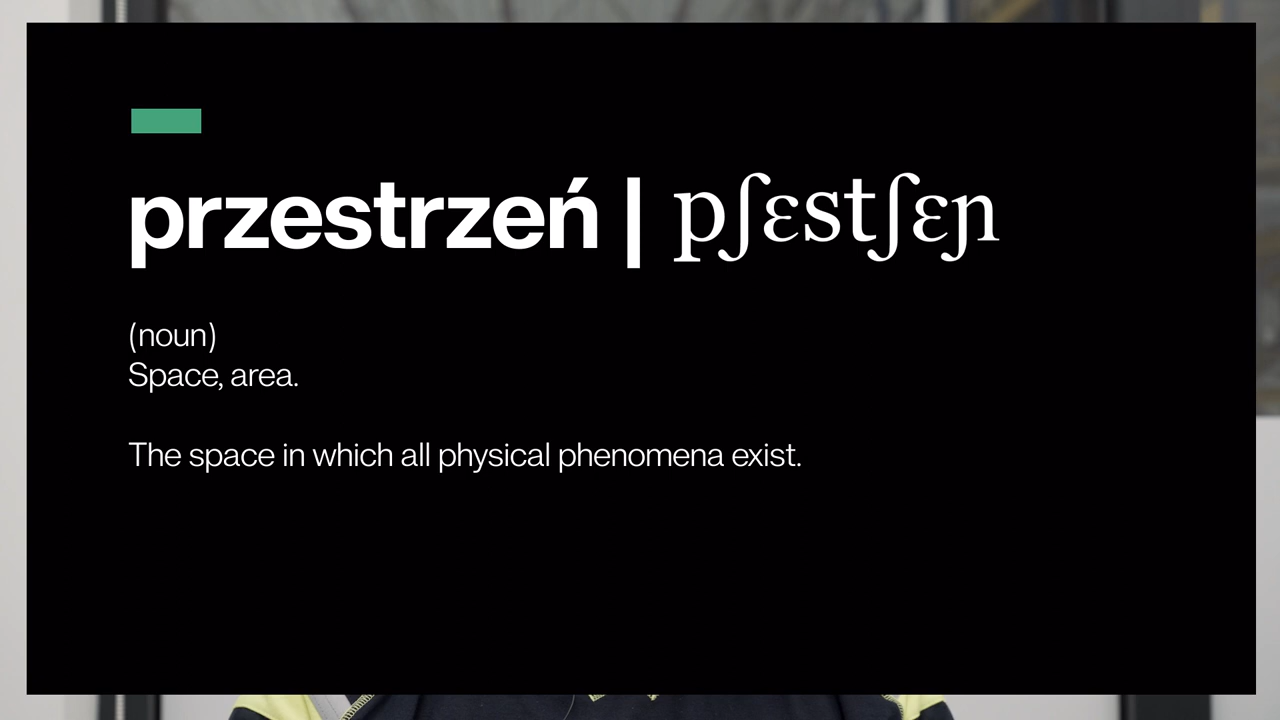 przestrzeń | pʃɛstʃɛɲ
(noun)
Space, area.
The space in which all physical phenomena exist.